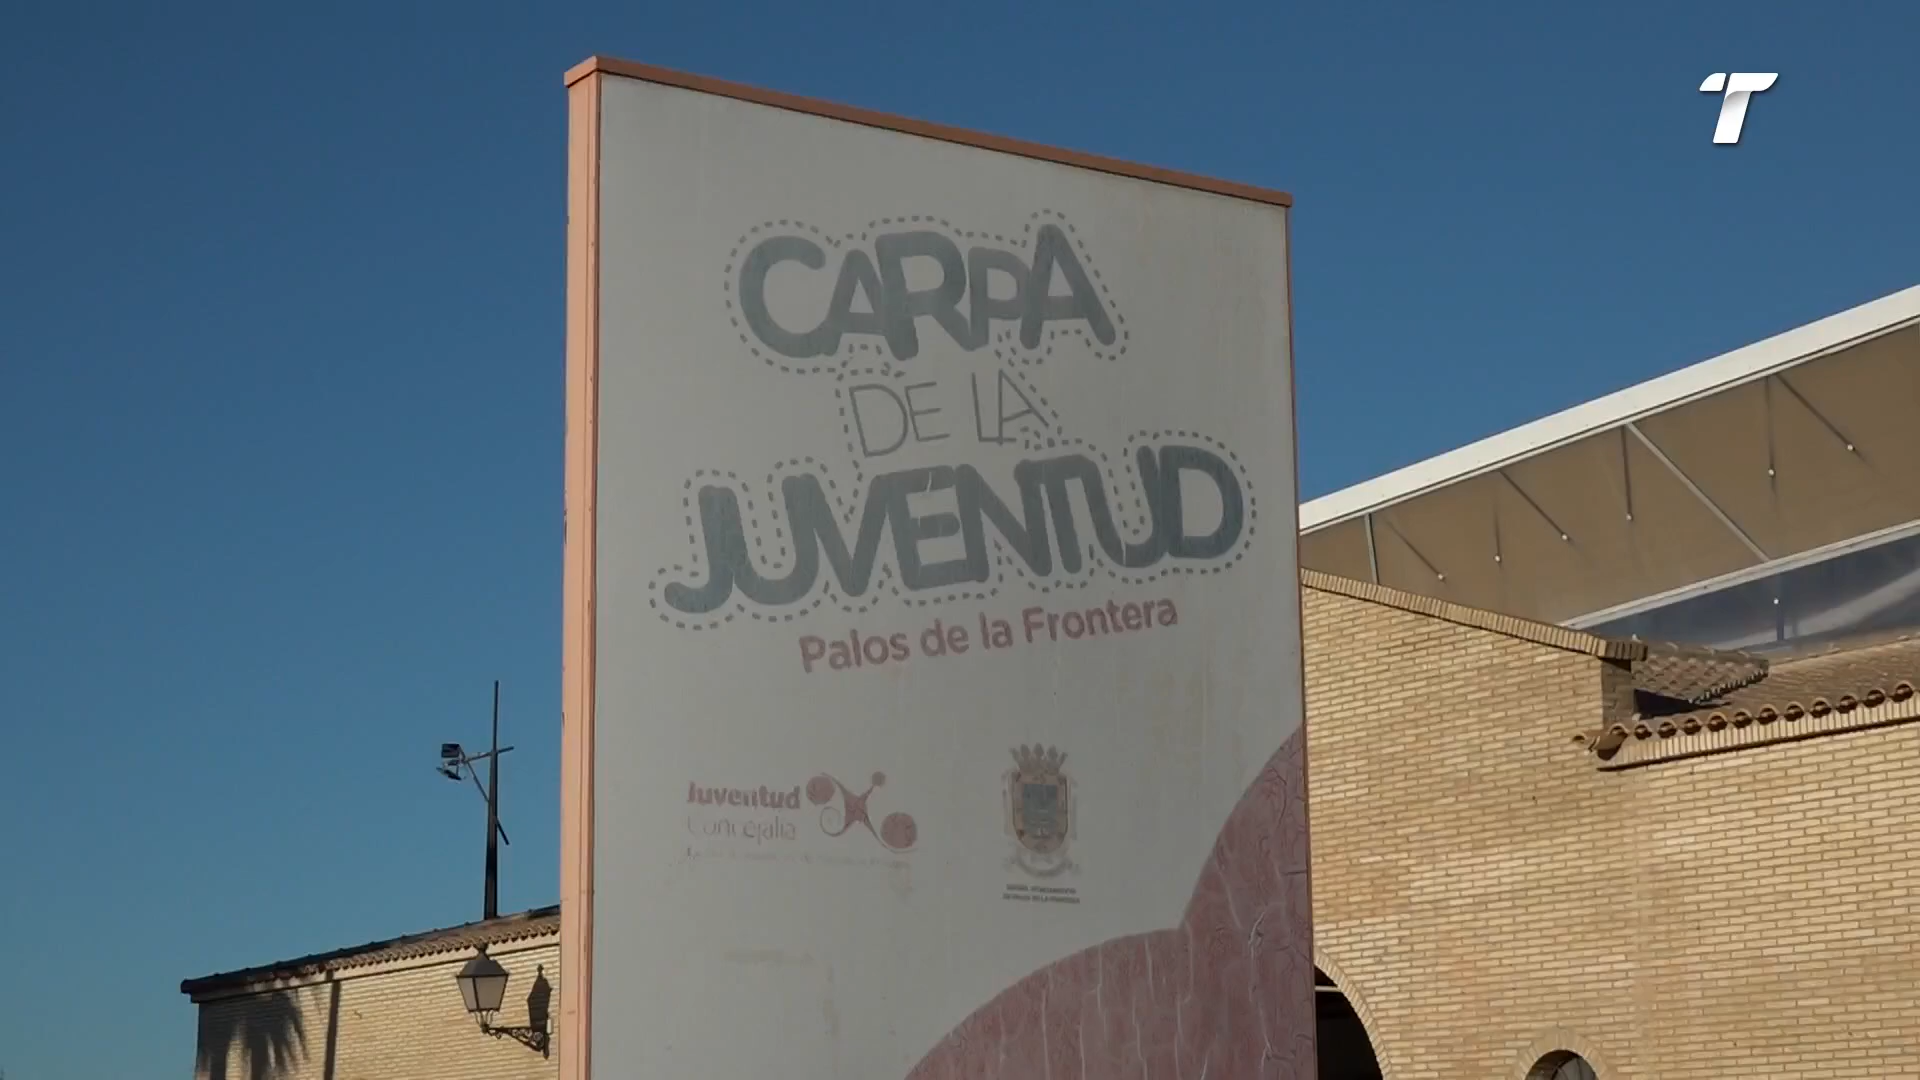 CARPA
DE LA
JUVENTUD
Palos de la Frontera
Juventud
Concejalía
T